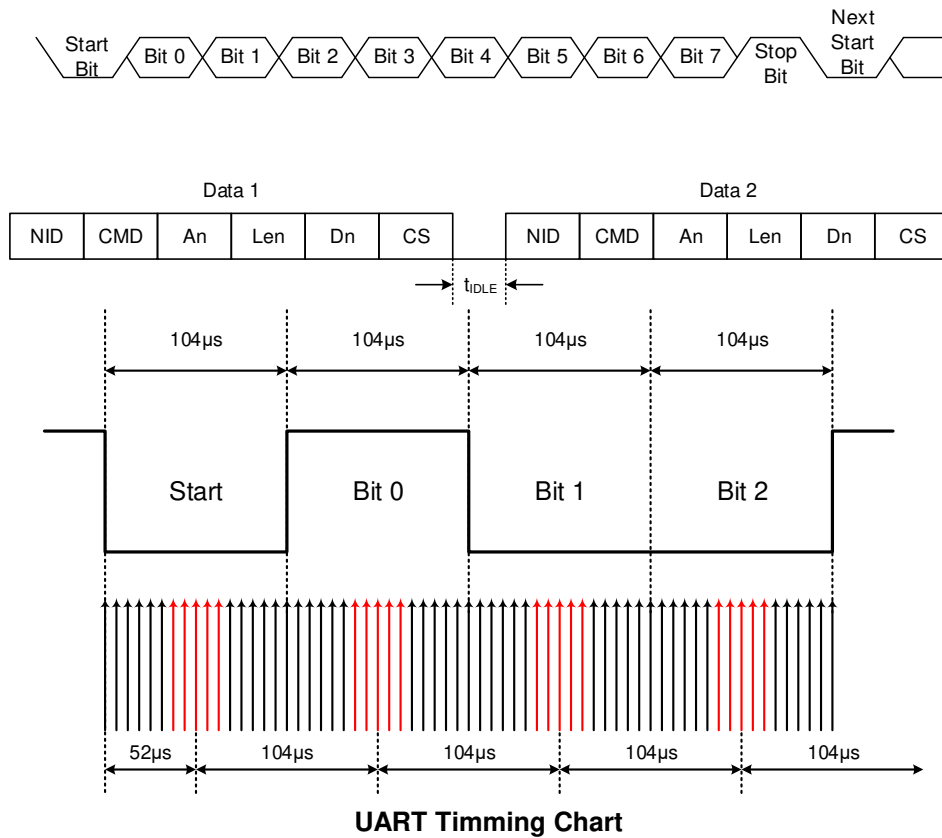 Start Bit Bit 0 Bit 1 Bit 2 Bit 3 Bit 4 Bit 5 Bit 6 Bit 7 Stop Bit Next Start Bit
Data 1 Data 2
NID CMD An Len Dn CS NID CMD An Len Dn CS
tIDLE
104µs 104µs 104µs 104µs
Start Bit 0 Bit 1 Bit 2
52µs 104µs 104µs 104µs 104µs
UART Timming Chart